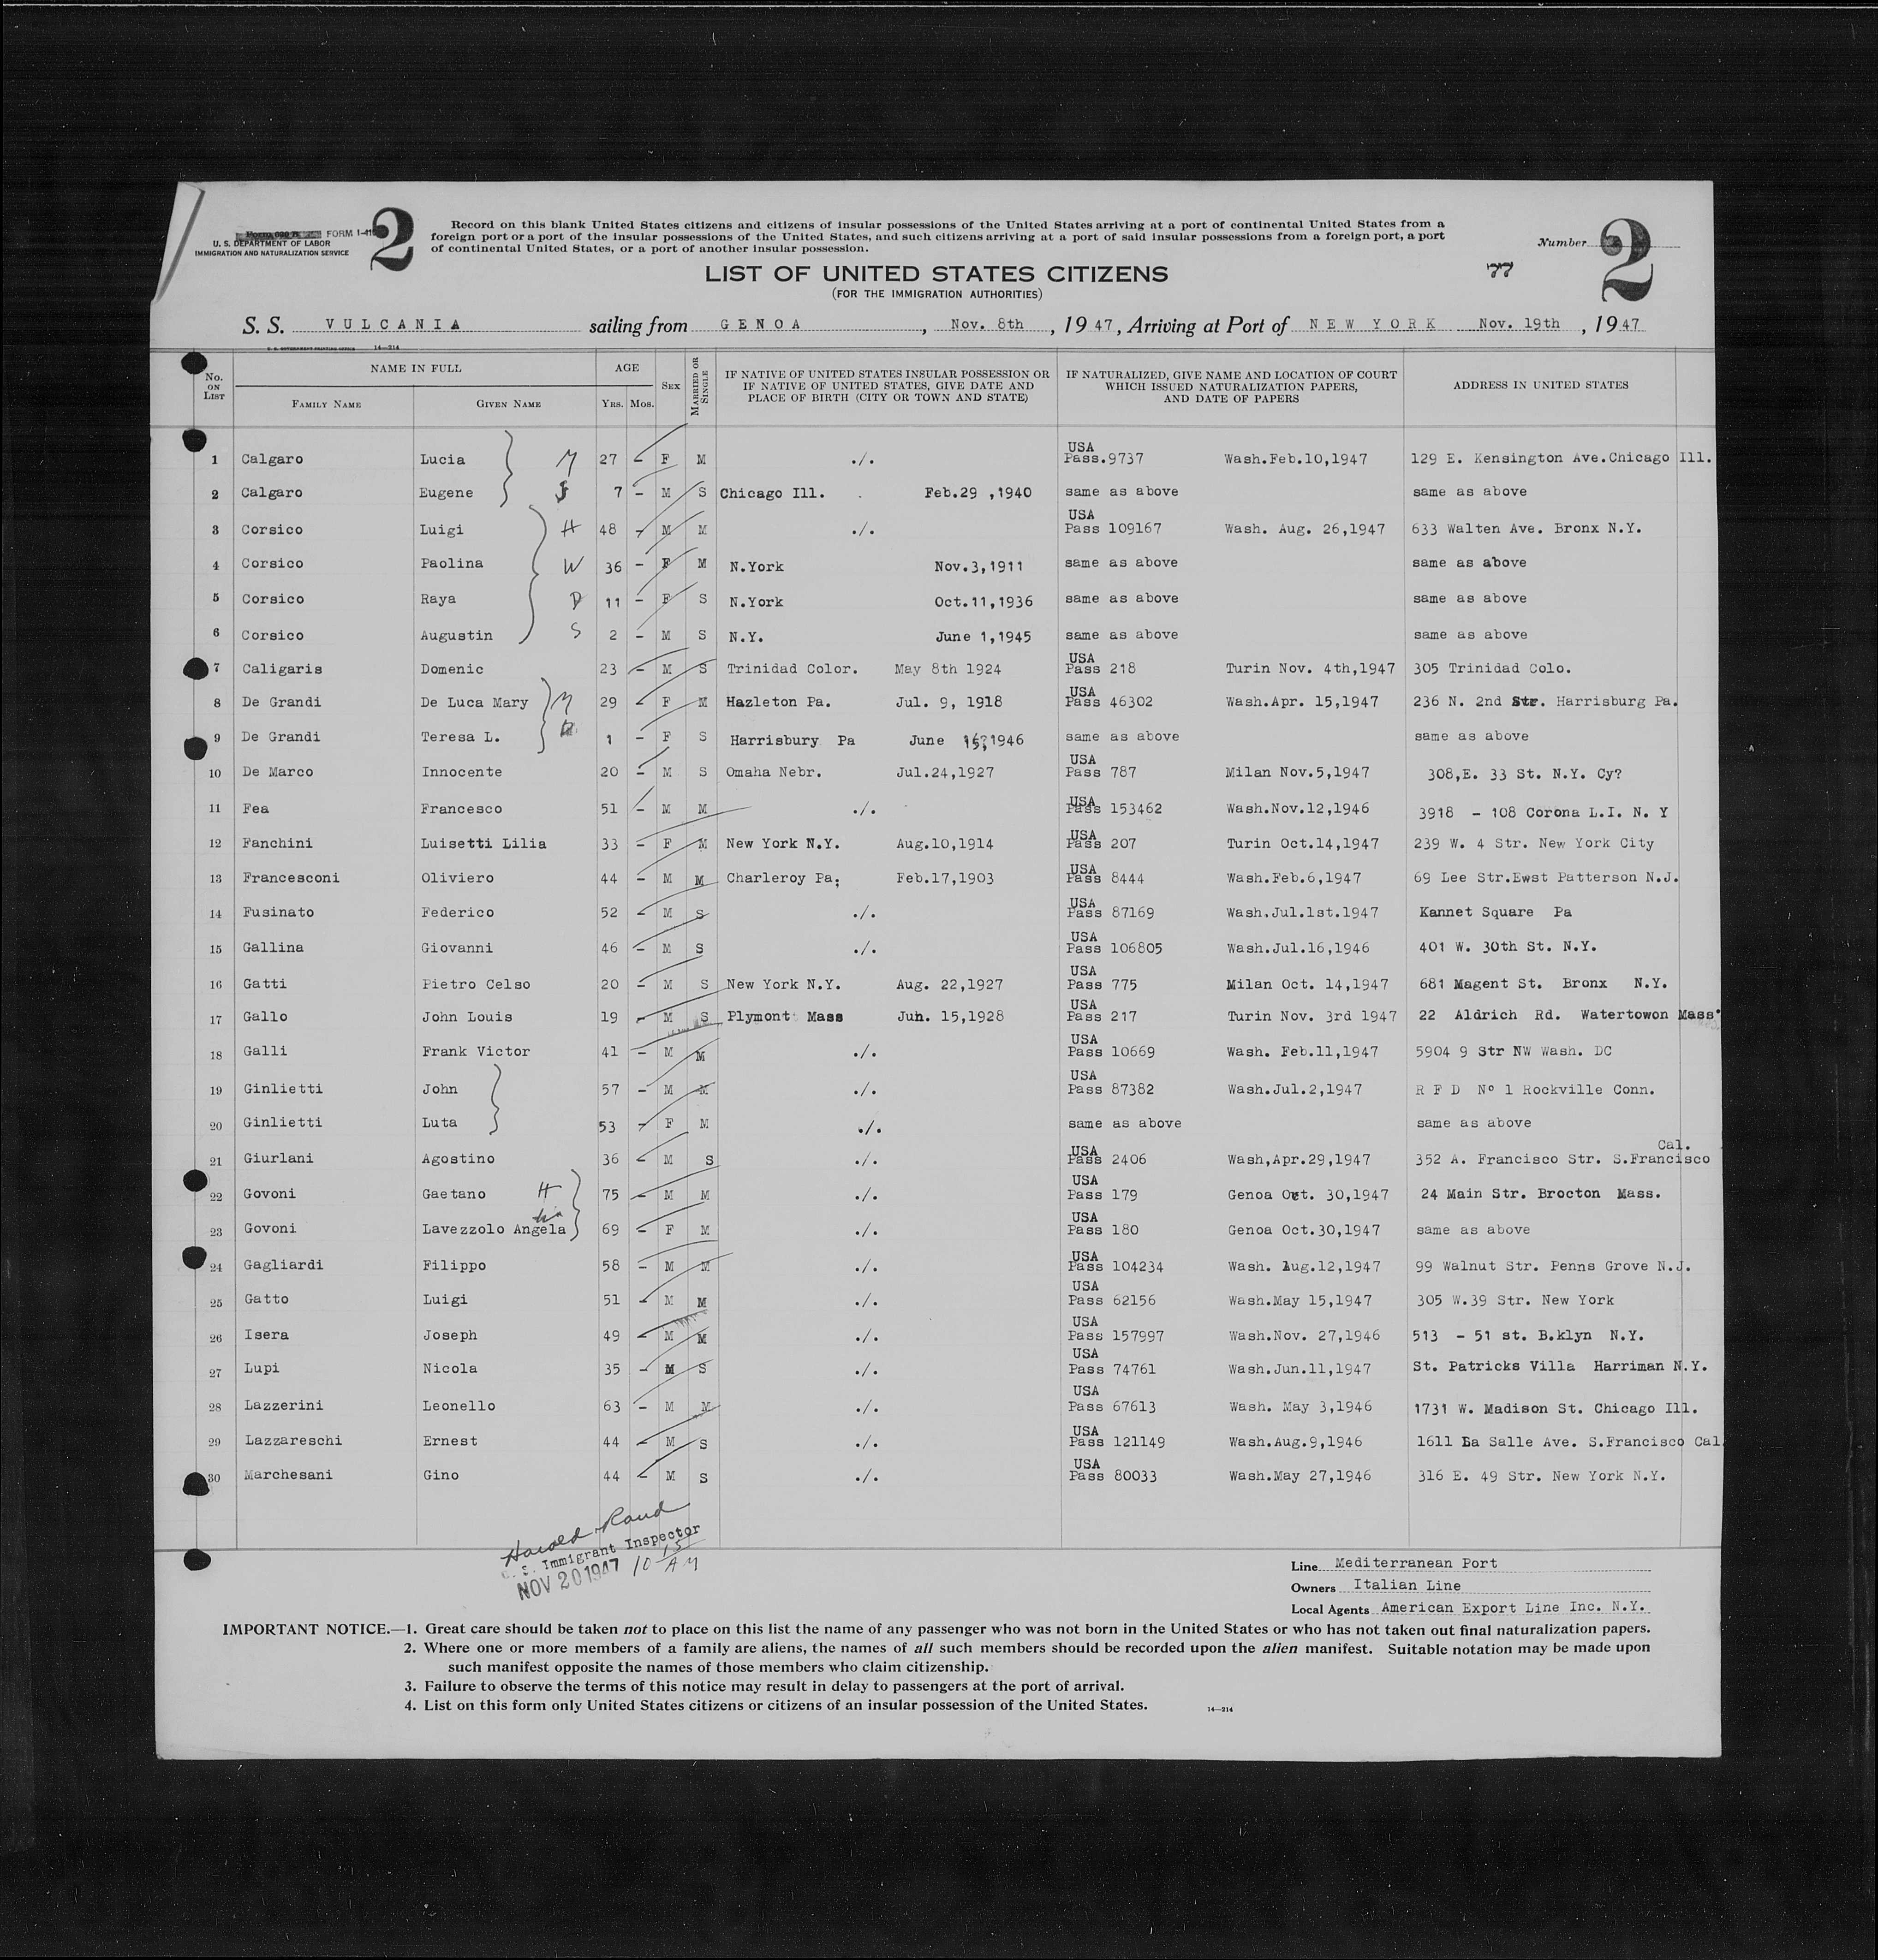 FORM I-41
U. S. DEPARTMENT OF LABOR
IMMIGRATION AND NATURALIZATION SERVICE
2
Record on this blank United States citizens and citizens of insular possessions of the United States arriving at a port of continental United States from a
foreign port or a port of the insular possessions of the United States, and such citizens arriving at a port of said insular possessions from a foreign port, a port
of continental United States, or a port of another insular possession.
Number 2
LIST OF UNITED STATES CITIZENS
77
(FOR THE IMMIGRATION AUTHORITIES)
S. S. VULCANIA sailing from GENOA, Nov. 8th, 1947, Arriving at Port of NEW YORK Nov. 19th, 1947
14—214
No. ON LIST NAME IN FULL AGE SEX MARRIED OR SINGLE IF NATIVE OF UNITED STATES INSULAR POSSESSION OR IF NATIVE OF UNITED STATES, GIVE DATE AND PLACE OF BIRTH (CITY OR TOWN AND STATE) IF NATURALIZED, GIVE NAME AND LOCATION OF COURT WHICH ISSUED NATURALIZATION PAPERS, AND DATE OF PAPERS ADDRESS IN UNITED STATES
FAMILY NAME GIVEN NAME YRS. MOS.
1 Calgaro Lucia M 27 - F M ./. USA Pass.9737 Wash.Feb.10,1947 129 E. Kensington Ave.Chicago Ill.
2 Calgaro Eugene S 7 - M S Chicago Ill. Feb.29 ,1940 same as above same as above
3 Corsico Luigi H 48 - M M ./. USA Pass 109167 Wash. Aug. 26,1947 633 Walten Ave. Bronx N.Y.
4 Corsico Paolina W 36 - F M N.York Nov.3,1911 same as above same as above
5 Corsico Raya D 11 - F S N.York Oct.11,1936 same as above same as above
6 Corsico Augustin S 2 - M S N.Y. June 1,1945 same as above same as above
7 Caligaris Domenic 23 - M S Trinidad Color. May 8th 1924 USA Pass 218 Turin Nov. 4th,1947 305 Trinidad Colo.
8 De Grandi De Luca Mary M 29 - F M Hazleton Pa. Jul. 9, 1918 USA Pass 46302 Wash.Apr. 15,1947 236 N. 2nd Str. Harrisburg Pa.
9 De Grandi Teresa L. 1 - F S Harrisbury Pa June 1946 same as above same as above
10 De Marco Innocente 20 - M S Omaha Nebr. Jul.24,1927 USA Pass 787 Milan Nov.5,1947 308,E. 33 St. N.Y. Cy?
11 Fea Francesco 51 - M M ./. USA Pass 153462 Wash.Nov.12,1946 3918 - 108 Corona L.I. N. Y
12 Fanchini Luisetti Lilia 33 - F M New York N.Y. Aug.10,1914 USA Pass 207 Turin Oct.14,1947 239 W. 4 Str. New York City
13 Francesconi Oliviero 44 - M M Charleroy Pa; Feb.17,1903 USA Pass 8444 Wash.Feb.6,1947 69 Lee Str.Ewst Patterson N.J.
14 Fusinato Federico 52 - M S ./. USA Pass 87169 Wash.Jul.1st.1947 Kannet Square Pa
15 Gallina Giovanni 46 - M S ./. USA Pass 106805 Wash.Jul.16,1946 401 W. 30th St. N.Y.
16 Gatti Pietro Celso 20 - M S New York N.Y. Aug. 22,1927 USA Pass 775 Milan Oct. 14,1947 681 Magent St. Bronx N.Y.
17 Gallo John Louis 19 - M S Plymont Mass Jun. 15,1928 USA Pass 217 Turin Nov. 3rd 1947 22 Aldrich Rd. Watertowon Mass
18 Galli Frank Victor 41 - M M ./. USA Pass 10669 Wash. Feb.11,1947 5904 9 Str NW Wash. DC
19 Ginlietti John 57 - M M ./. USA Pass 87382 Wash.Jul.2,1947 R F D Nº 1 Rockville Conn.
20 Ginlietti Luta 53 - F M ./. same as above same as above
21 Giurlani Agostino 36 - M S ./. USA Pass 2406 Wash,Apr.29,1947 352 A. Francisco Str. S.Francisco Cal.
22 Govoni Gaetano H 75 - M M ./. USA Pass 179 Genoa Oct. 30,1947 24 Main Str. Brocton Mass.
23 Govoni Lavezzolo Angela 69 - F M ./. USA Pass 180 Genoa Oct.30,1947 same as above
24 Gagliardi Filippo 58 - M M ./. USA Pass 104234 Wash. Aug.12,1947 99 Walnut Str. Penns Grove N.J.
25 Gatto Luigi 51 - M M ./. USA Pass 62156 Wash.May 15,1947 305 W.39 Str. New York
26 Isera Joseph 49 - M M ./. USA Pass 157997 Wash.Nov. 27,1946 513 - 51 st. B.klyn N.Y.
27 Lupi Nicola 35 - M S ./. USA Pass 74761 Wash.Jun.11,1947 St. Patricks Villa Harriman N.Y.
28 Lazzerini Leonello 63 - M M ./. USA Pass 67613 Wash. May 3,1946 1731 W. Madison St. Chicago Ill.
29 Lazzareschi Ernest 44 - M S ./. USA Pass 121149 Wash.Aug.9,1946 1611 La Salle Ave. S.Francisco Cal
30 Marchesani Gino 44 - M S ./. USA Pass 80033 Wash.May 27,1946 316 E. 49 Str. New York N.Y.
Harold Rand
U. S. Immigrant Inspector
NOV 20 1947 10 15 AM
Line Mediterranean Port
Owners Italian Line
Local Agents American Export Line Inc. N.Y.
IMPORTANT NOTICE.—1. Great care should be taken not to place on this list the name of any passenger who was not born in the United States or who has not taken out final naturalization papers.
2. Where one or more members of a family are aliens, the names of all such members should be recorded upon the alien manifest. Suitable notation may be made upon
such manifest opposite the names of those members who claim citizenship.
3. Failure to observe the terms of this notice may result in delay to passengers at the port of arrival.
4. List on this form only United States citizens or citizens of an insular possession of the United States.
14—214